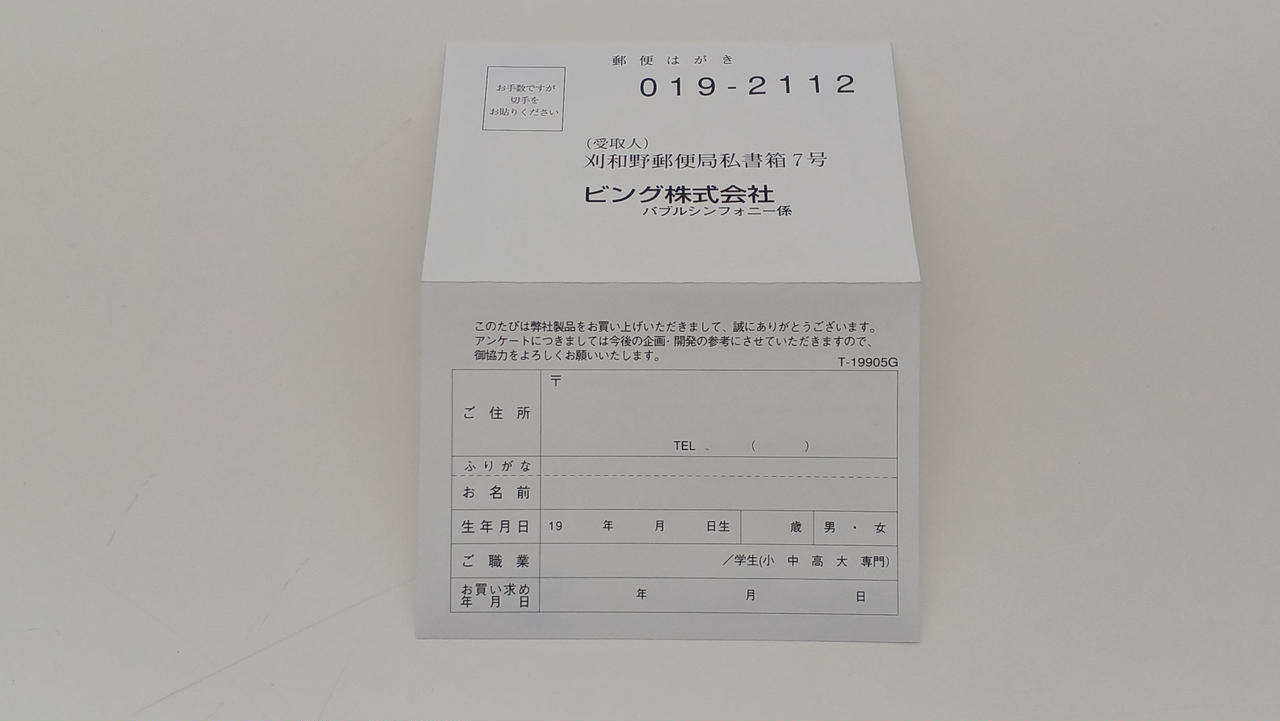 郵便はがき
019-2112
お手数ですが
切手を
お貼りください
(受取人)
刈和野郵便局私書箱7号
ビング株式会社
バブルシンフォニー係
このたびは弊社製品をお買い上げいただきまして、誠にありがとうございます。
アンケートにつきましては今後の企画・開発の参考にさせていただきますので、
御協力をよろしくお願いいたします。
T-19905G
ご住所
〒
TEL ( )
ふりがな
お名前
生年月日 19 年 月 日生 歳 男・女
ご職業 /学生(小 中 高 大 専門)
お買い求め
年月日 年 月 日